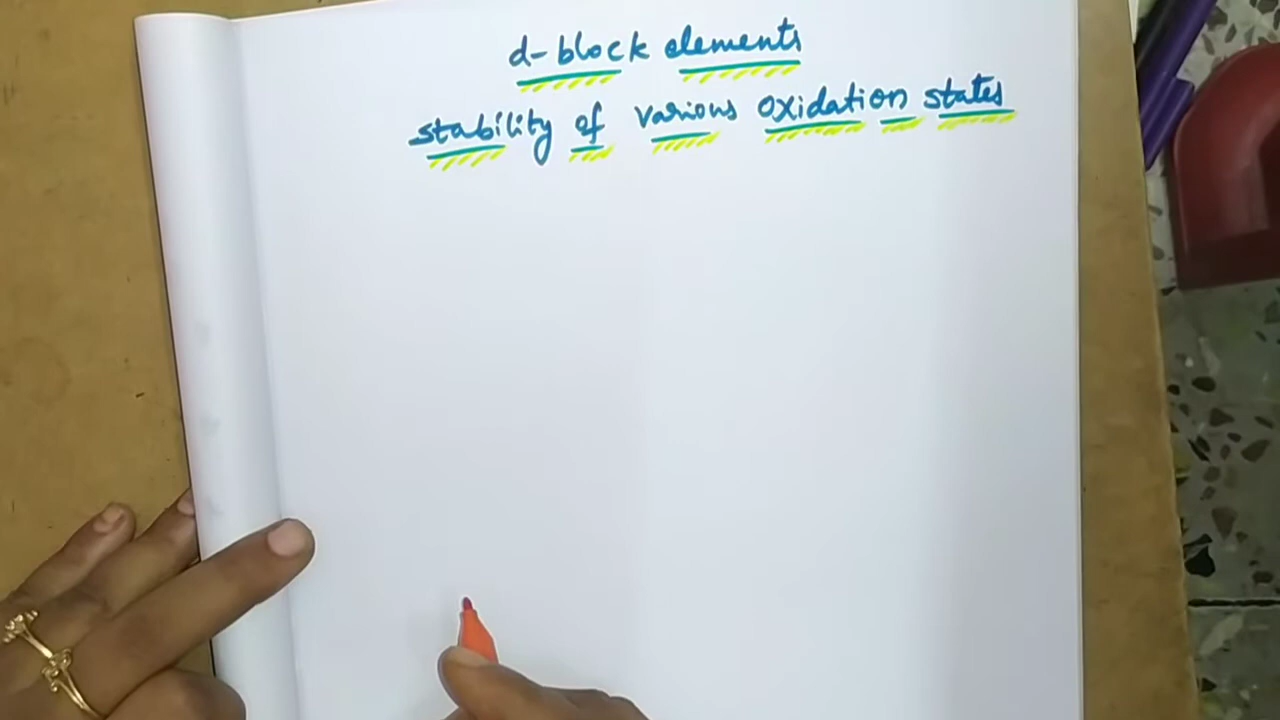 d-block elements
stability of various oxidation states